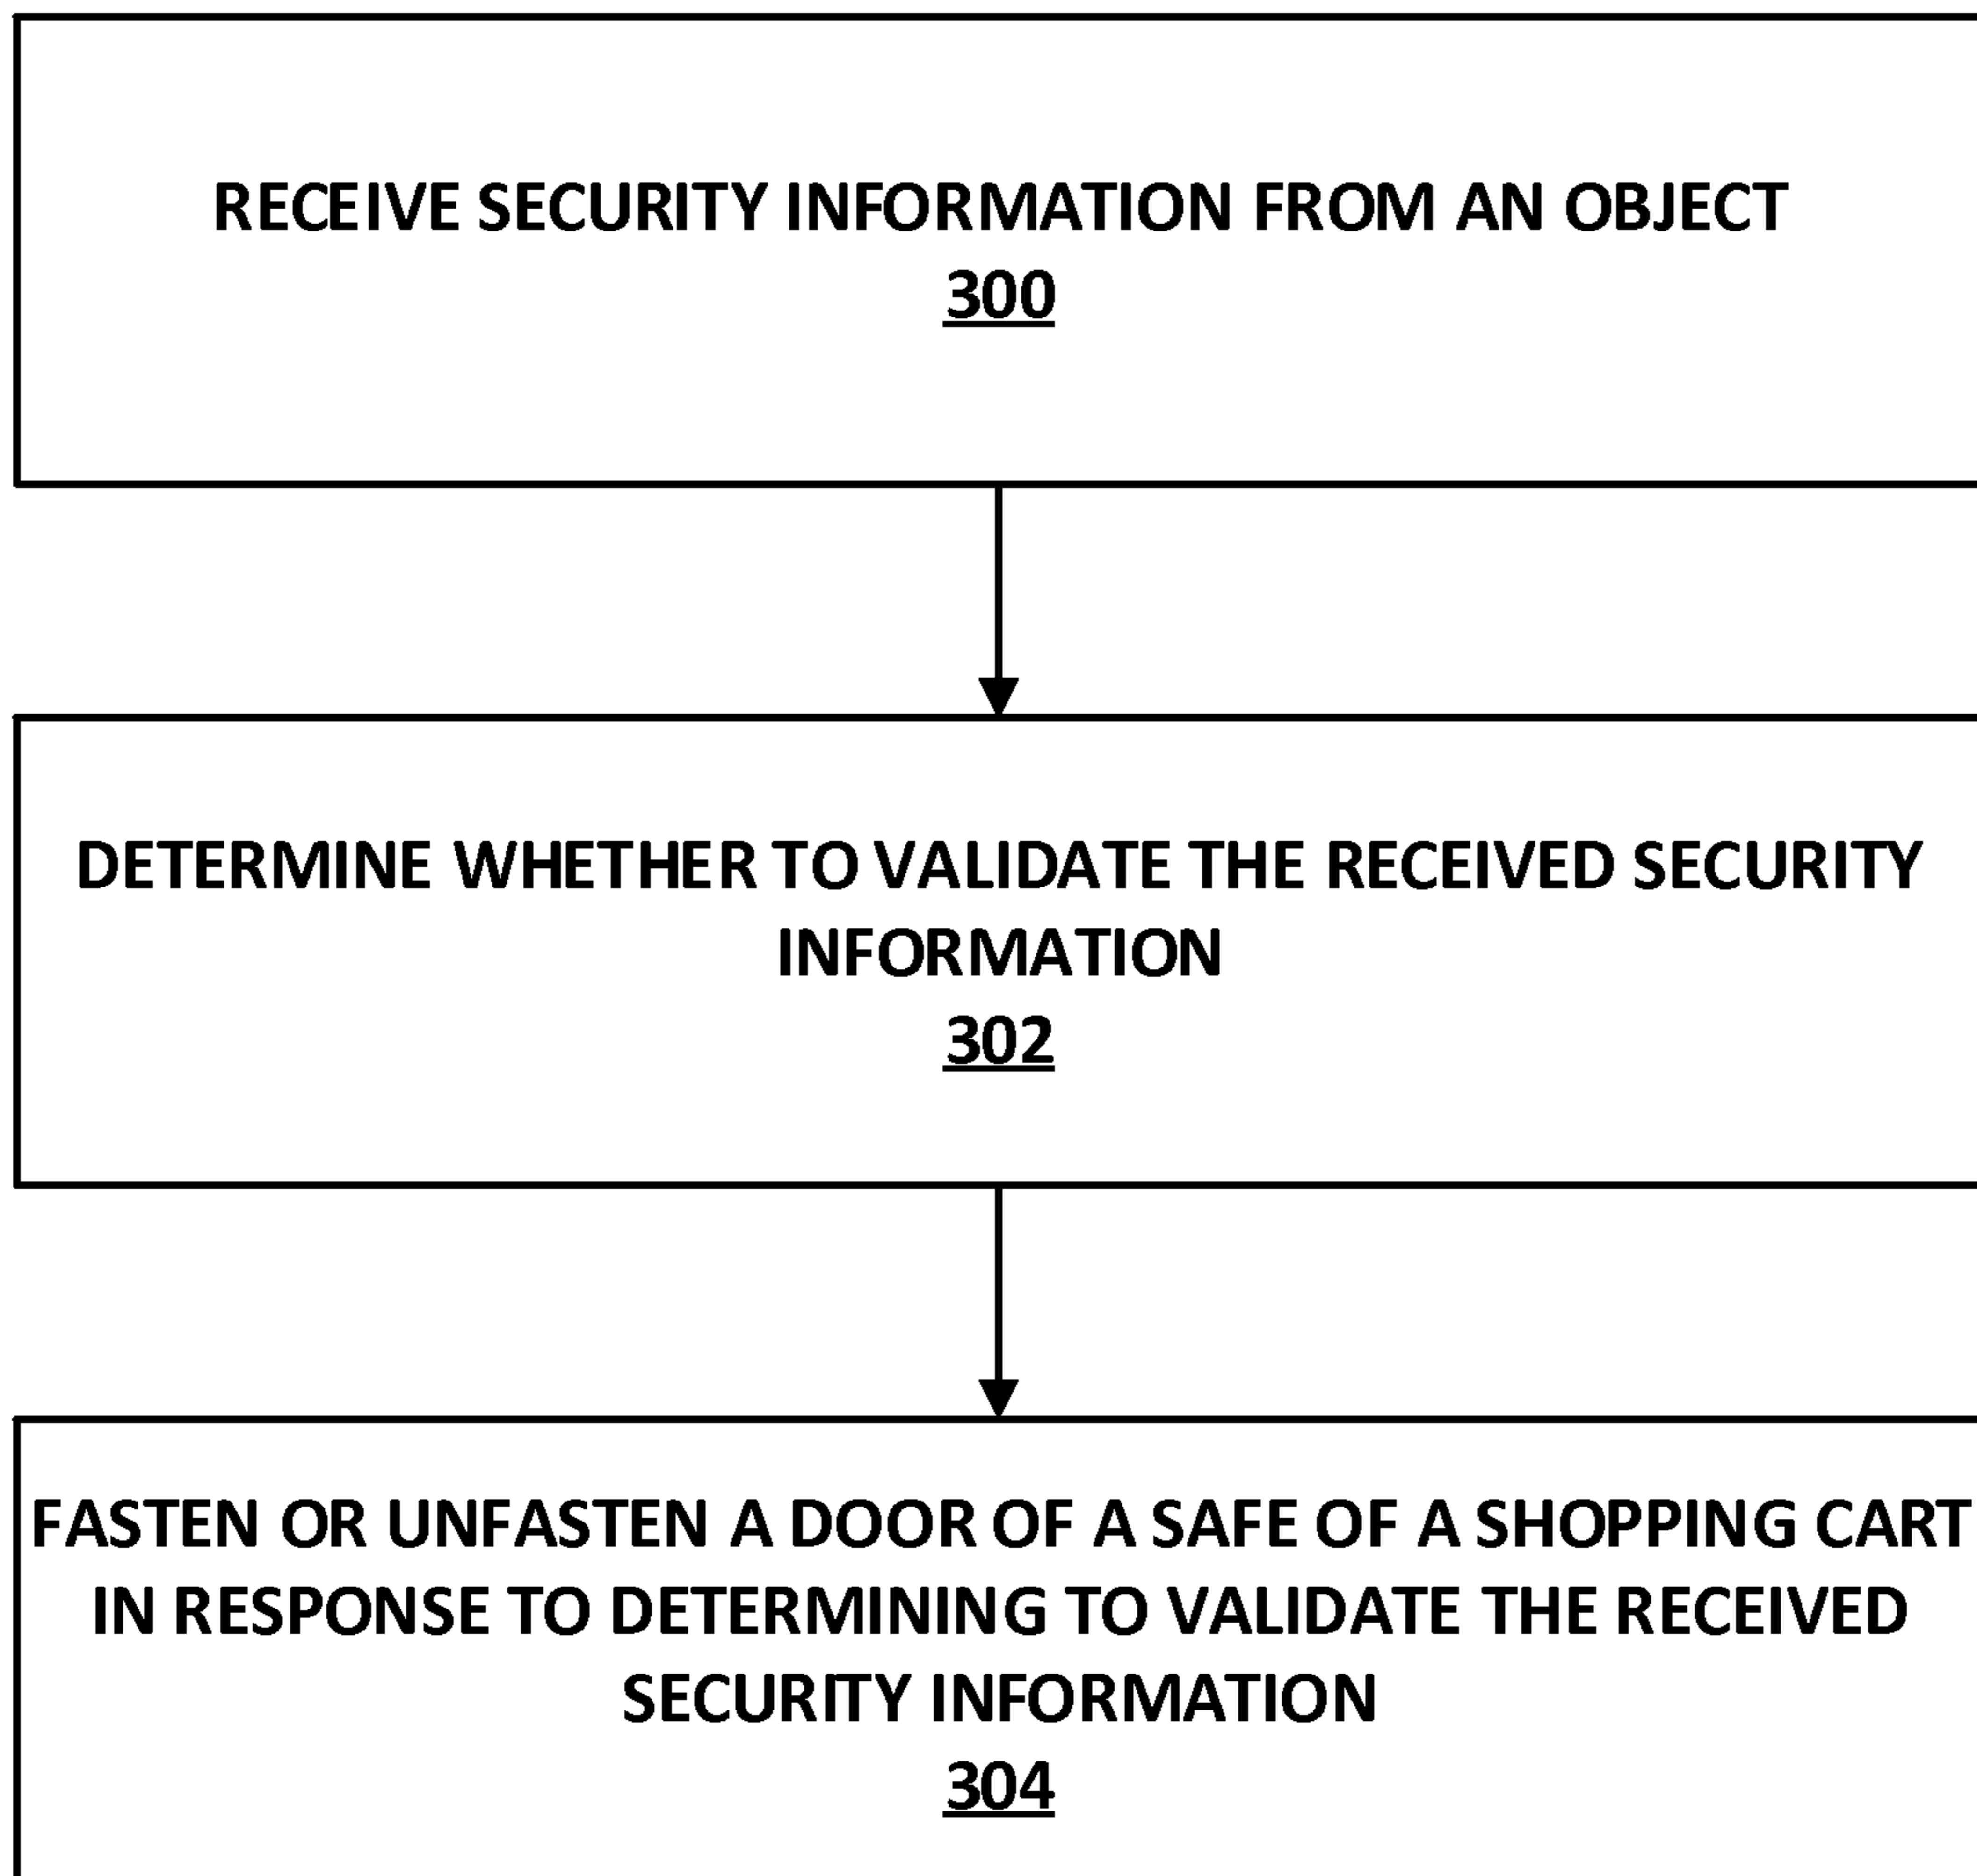 RECEIVE SECURITY INFORMATION FROM AN OBJECT
300
DETERMINE WHETHER TO VALIDATE THE RECEIVED SECURITY
INFORMATION
302
FASTEN OR UNFASTEN A DOOR OF A SAFE OF A SHOPPING CART
IN RESPONSE TO DETERMINING TO VALIDATE THE RECEIVED
SECURITY INFORMATION
304